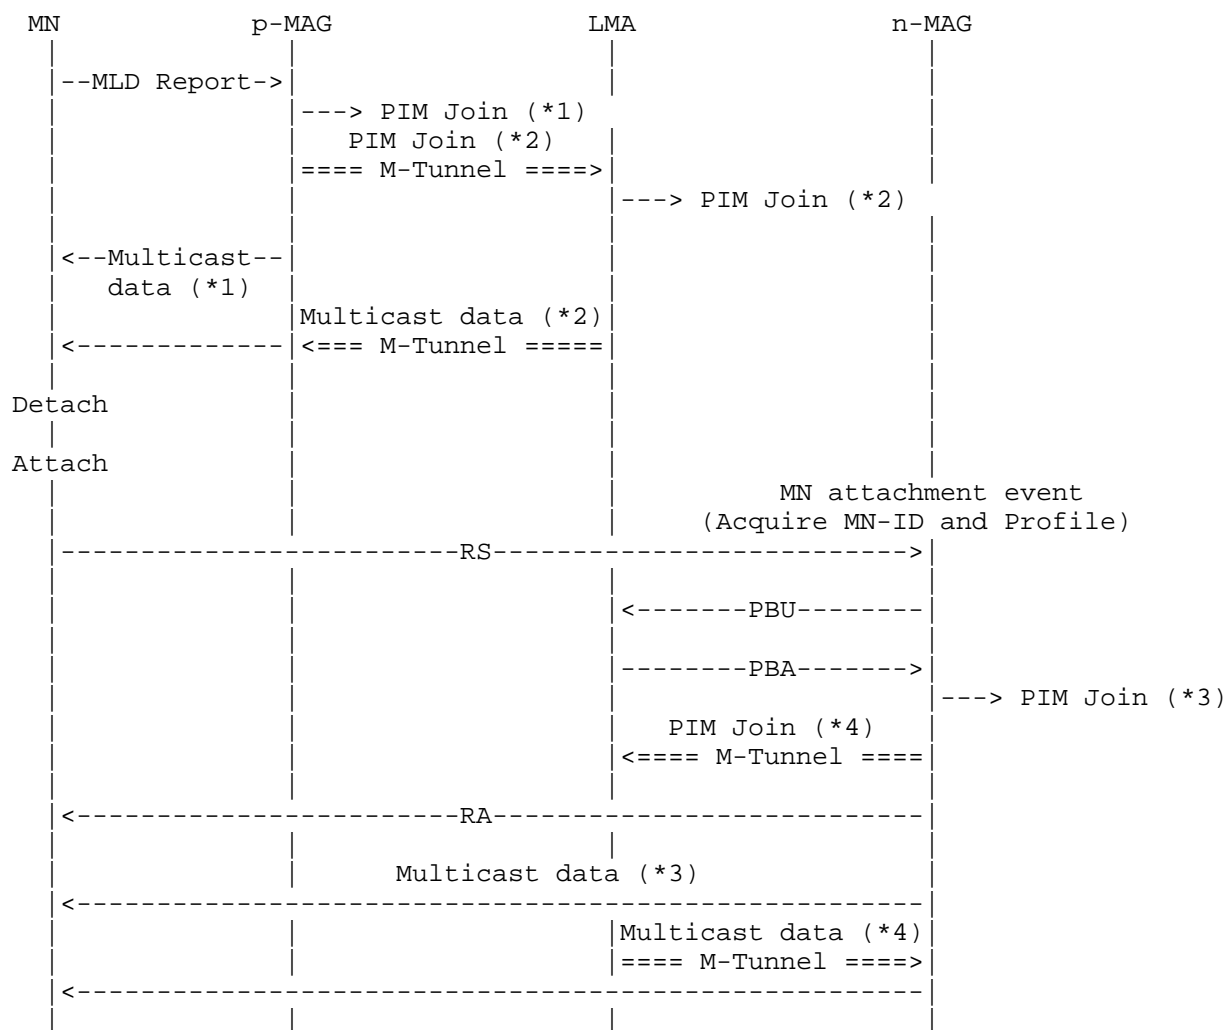 MN p-MAG LMA n-MAG
--MLD Report->
---> PIM Join (*1)
PIM Join (*2)
==== M-Tunnel ====>
---> PIM Join (*2)
<--Multicast--
data (*1)
Multicast data (*2)
<------------- <=== M-Tunnel =====
Detach
Attach
MN attachment event
(Acquire MN-ID and Profile)
-------------------------RS-------------------------->
<-------PBU--------
--------PBA------->
---> PIM Join (*3)
PIM Join (*4)
<==== M-Tunnel ====
<------------------------RA---------------------------
Multicast data (*3)
<-----------------------------------------------------
Multicast data (*4)
==== M-Tunnel ====>
<-----------------------------------------------------